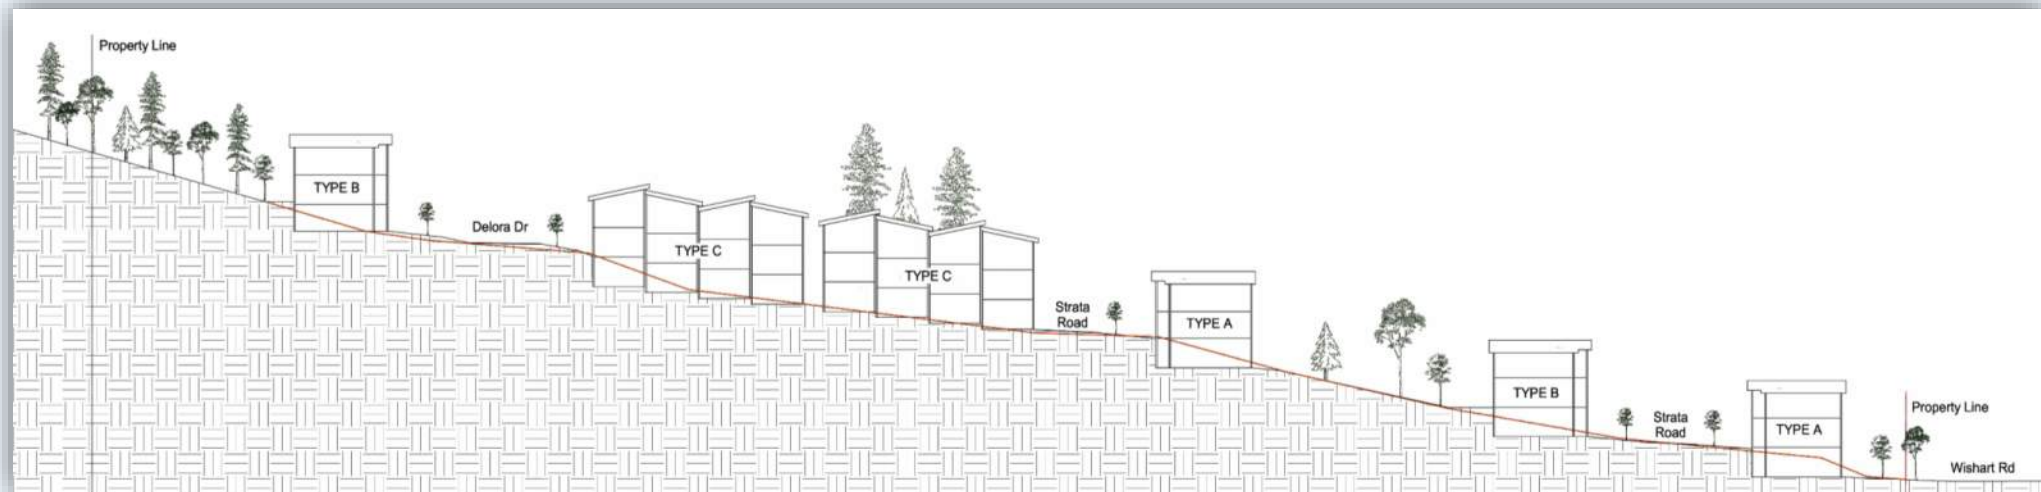 Property Line
TYPE B
Delora Dr
TYPE C
TYPE C
Strata
Road
TYPE A
TYPE B
Strata
Road
TYPE A
Property Line
Wishart Rd